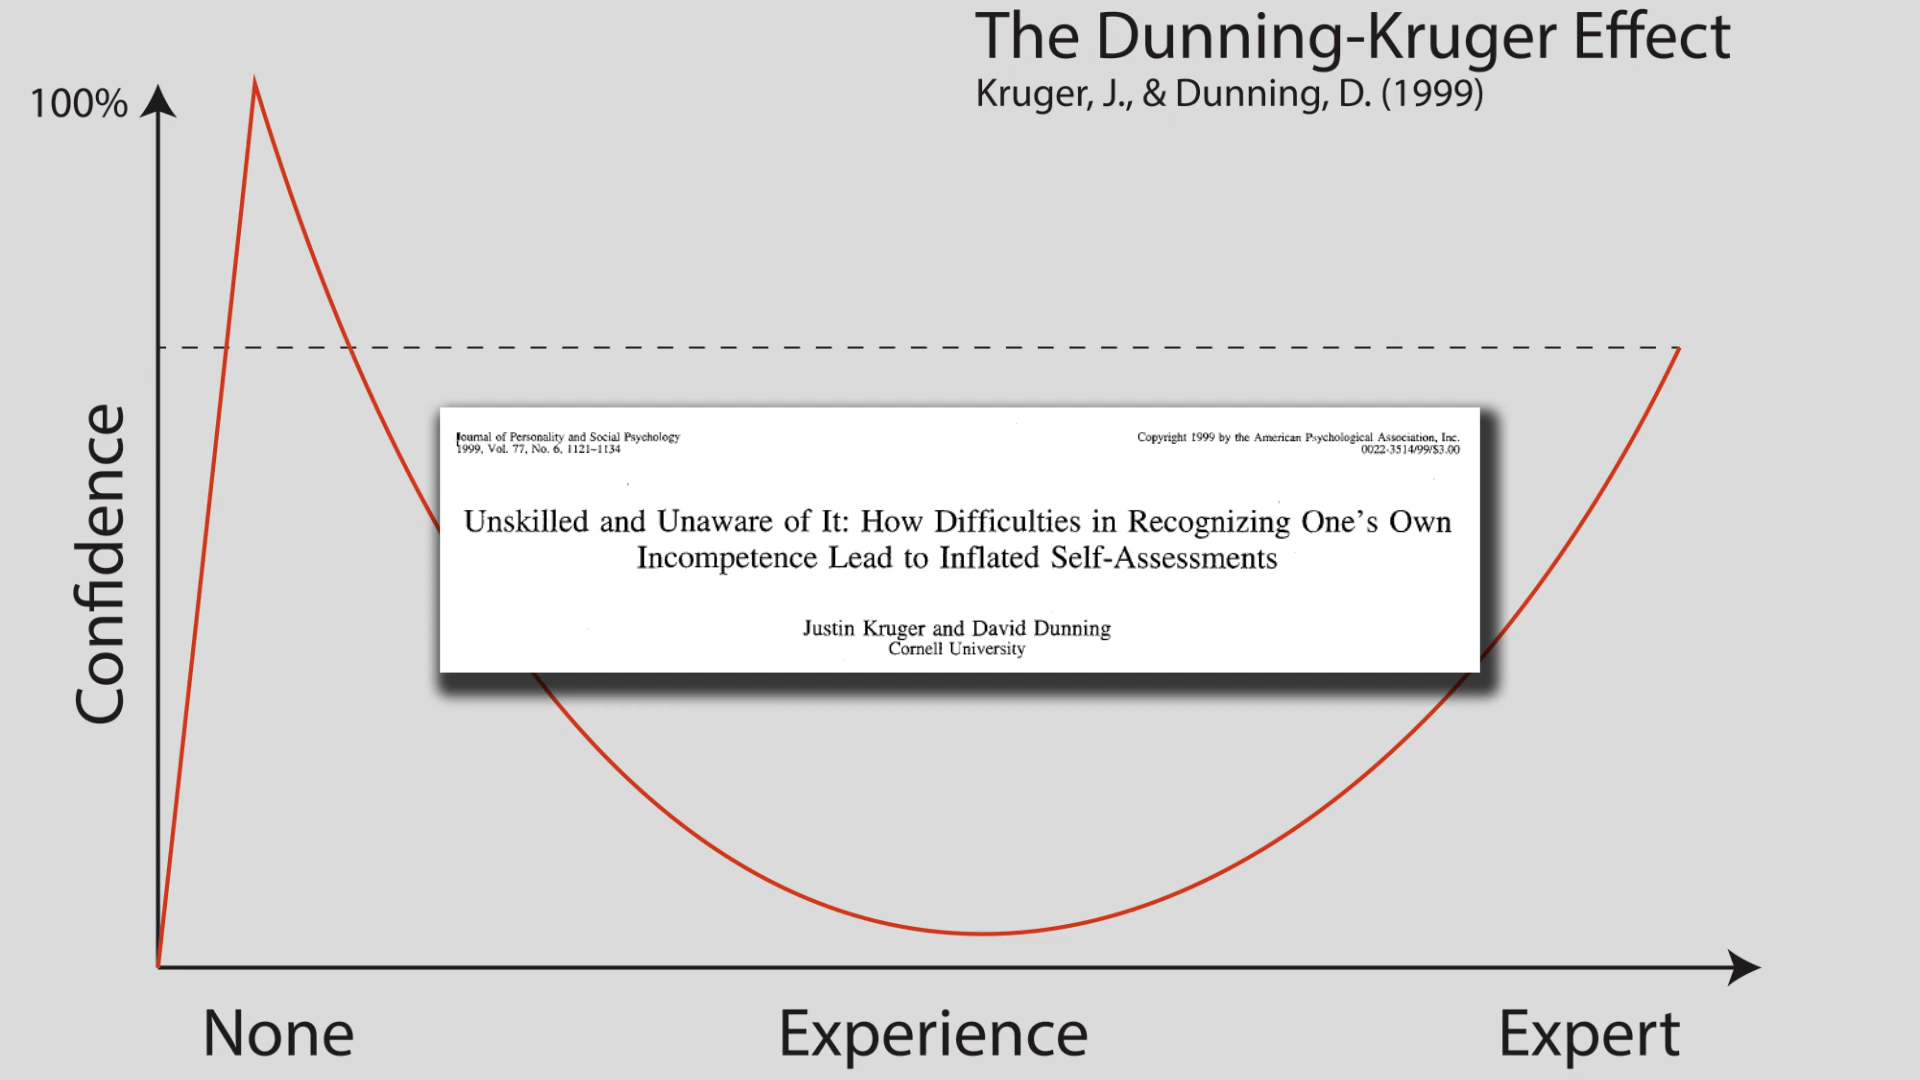 The Dunning-Kruger Effect
Kruger, J., & Dunning, D. (1999)
100%
Confidence
Journal of Personality and Social Psychology
1999, Vol. 77, No. 6, 1121–1134
Copyright 1999 by the American Psychological Association, Inc.
0022-3514/99/$3.00
Unskilled and Unaware of It: How Difficulties in Recognizing One's Own
Incompetence Lead to Inflated Self-Assessments
Justin Kruger and David Dunning
Cornell University
None
Experience
Expert